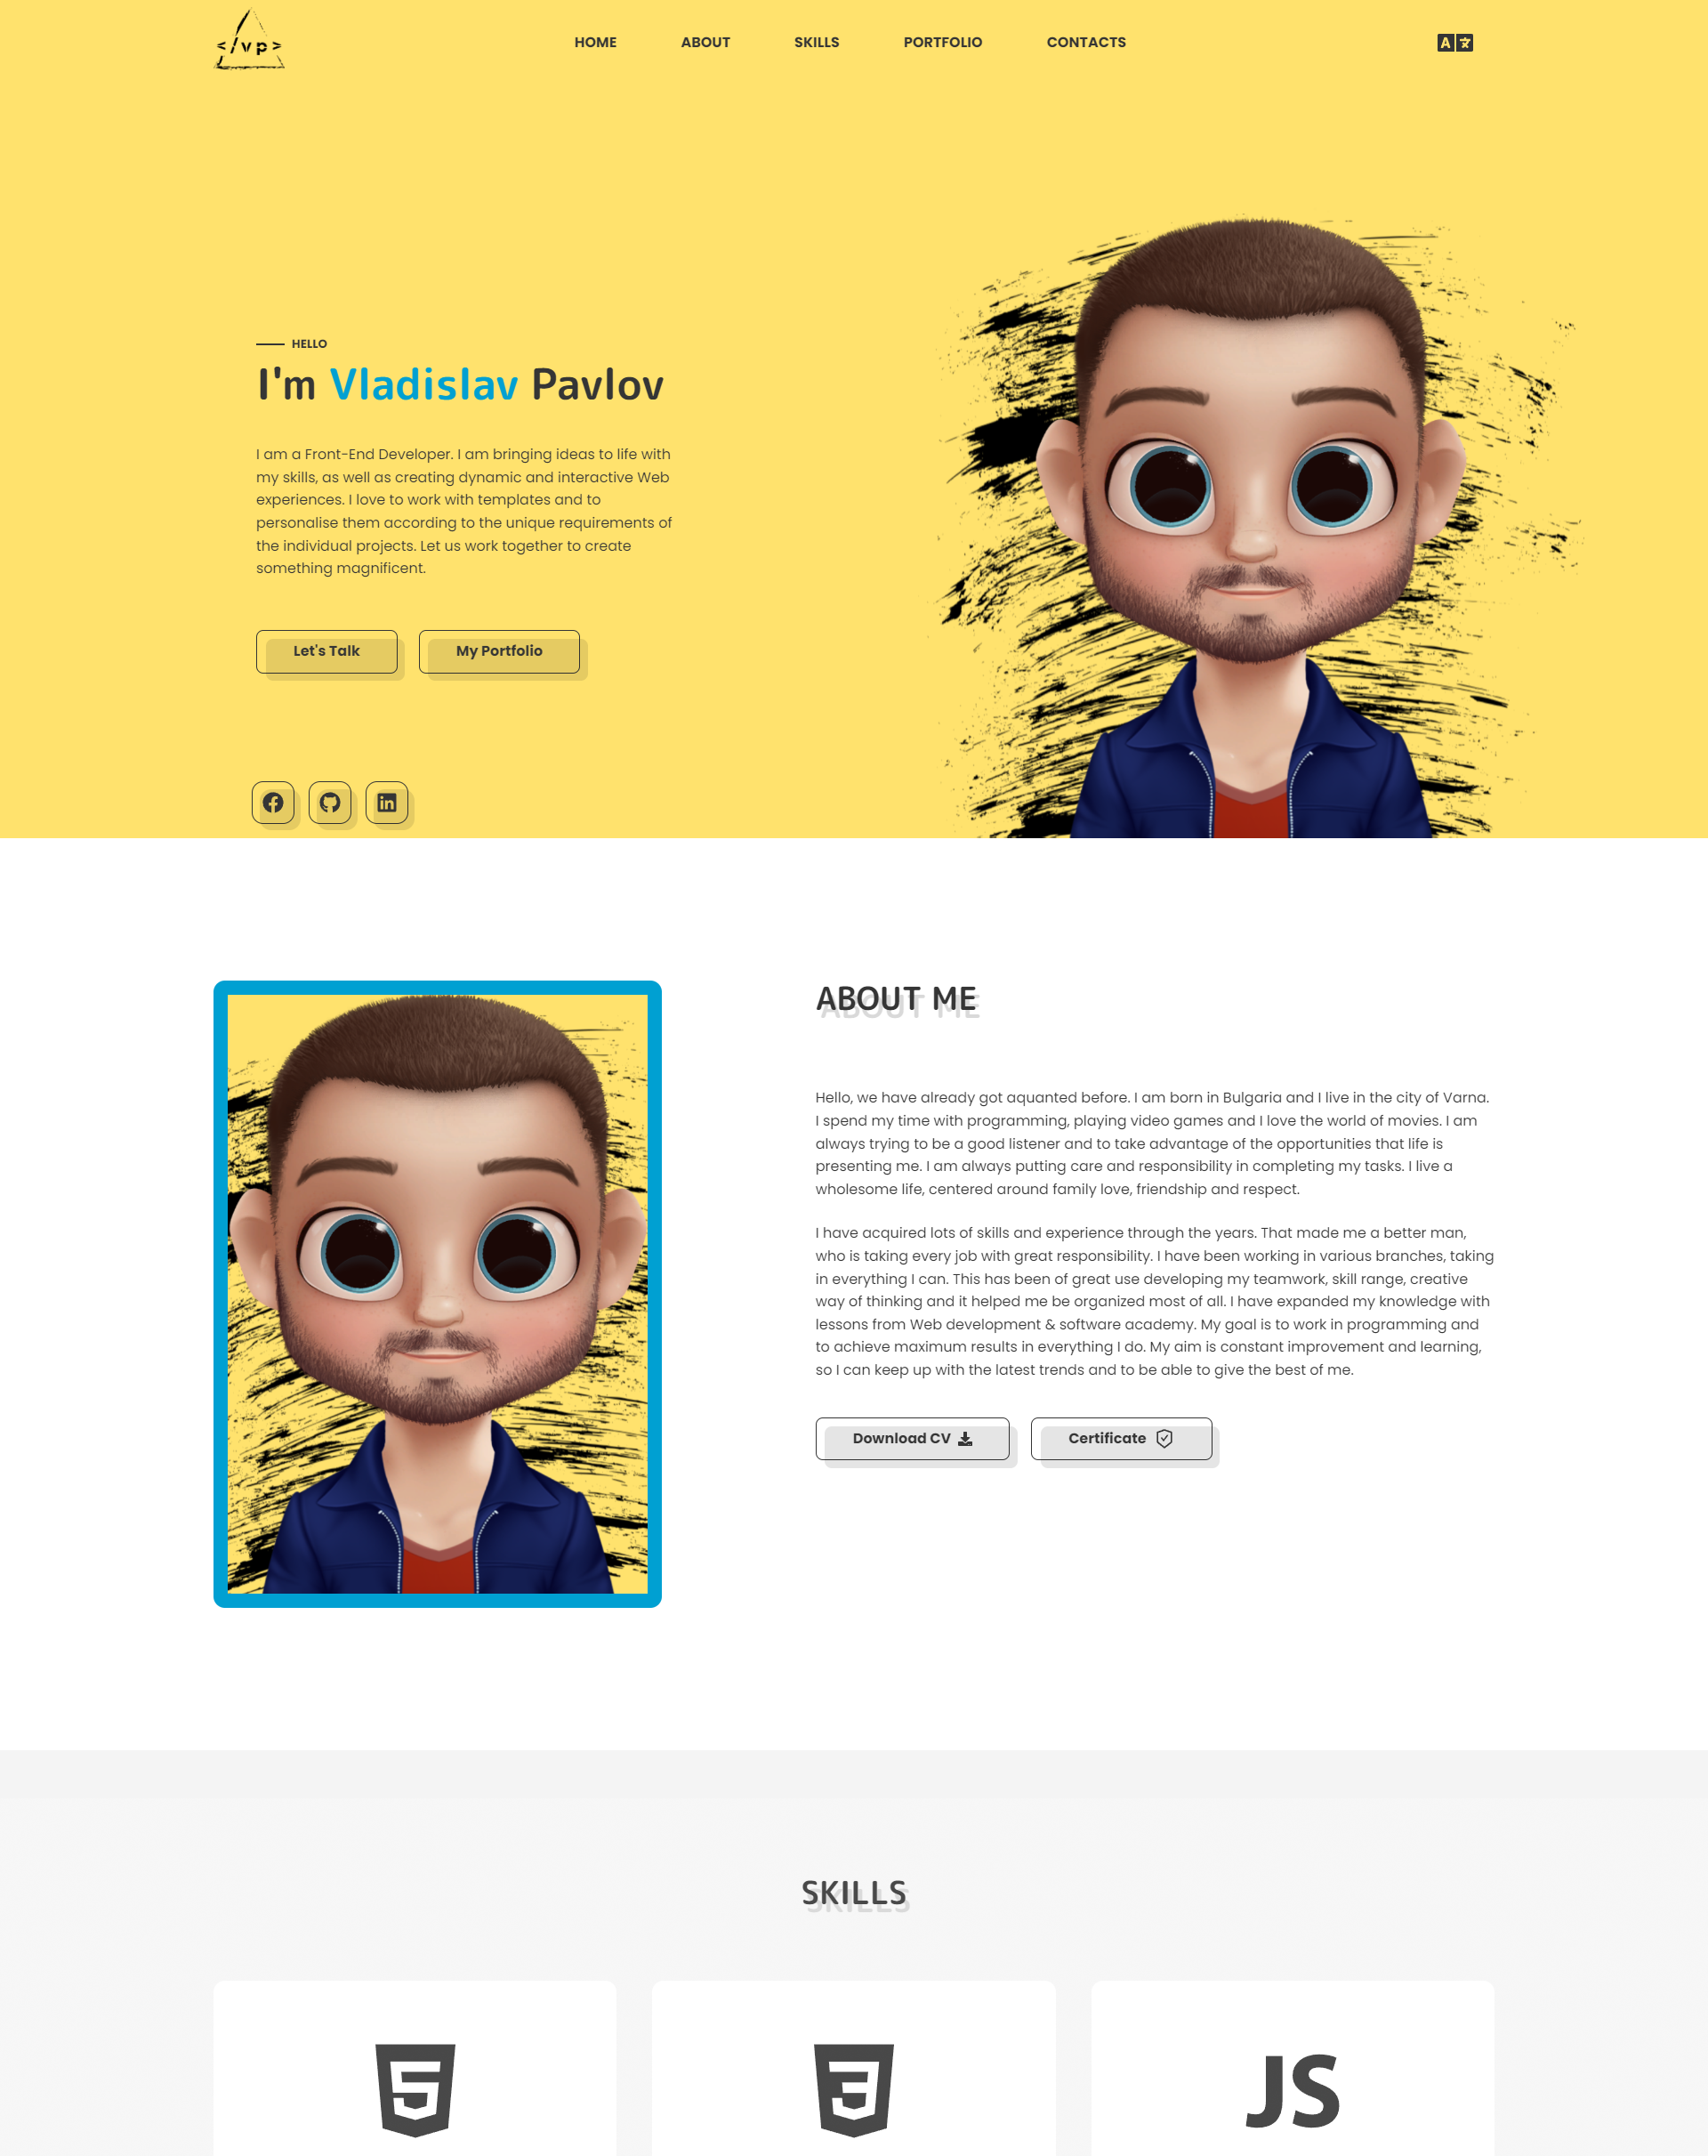 </vp>
HOME ABOUT SKILLS PORTFOLIO CONTACTS
A
HELLO
I'm Vladislav Pavlov
I am a Front-End Developer. I am bringing ideas to life with
my skills, as well as creating dynamic and interactive Web
experiences. I love to work with templates and to
personalise them according to the unique requirements of
the individual projects. Let us work together to create
something magnificent.
Let's Talk My Portfolio
in
ABOUT ME
Hello, we have already got aquanted before. I am born in Bulgaria and I live in the city of Varna.
I spend my time with programming, playing video games and I love the world of movies. I am
always trying to be a good listener and to take advantage of the opportunities that life is
presenting me. I am always putting care and responsibility in completing my tasks. I live a
wholesome life, centered around family love, friendship and respect.
I have acquired lots of skills and experience through the years. That made me a better man,
who is taking every job with great responsibility. I have been working in various branches, taking
in everything I can. This has been of great use developing my teamwork, skill range, creative
way of thinking and it helped me be organized most of all. I have expanded my knowledge with
lessons from Web development & software academy. My goal is to work in programming and
to achieve maximum results in everything I do. My aim is constant improvement and learning,
so I can keep up with the latest trends and to be able to give the best of me.
Download CV Certificate
SKILLS
5 3 JS